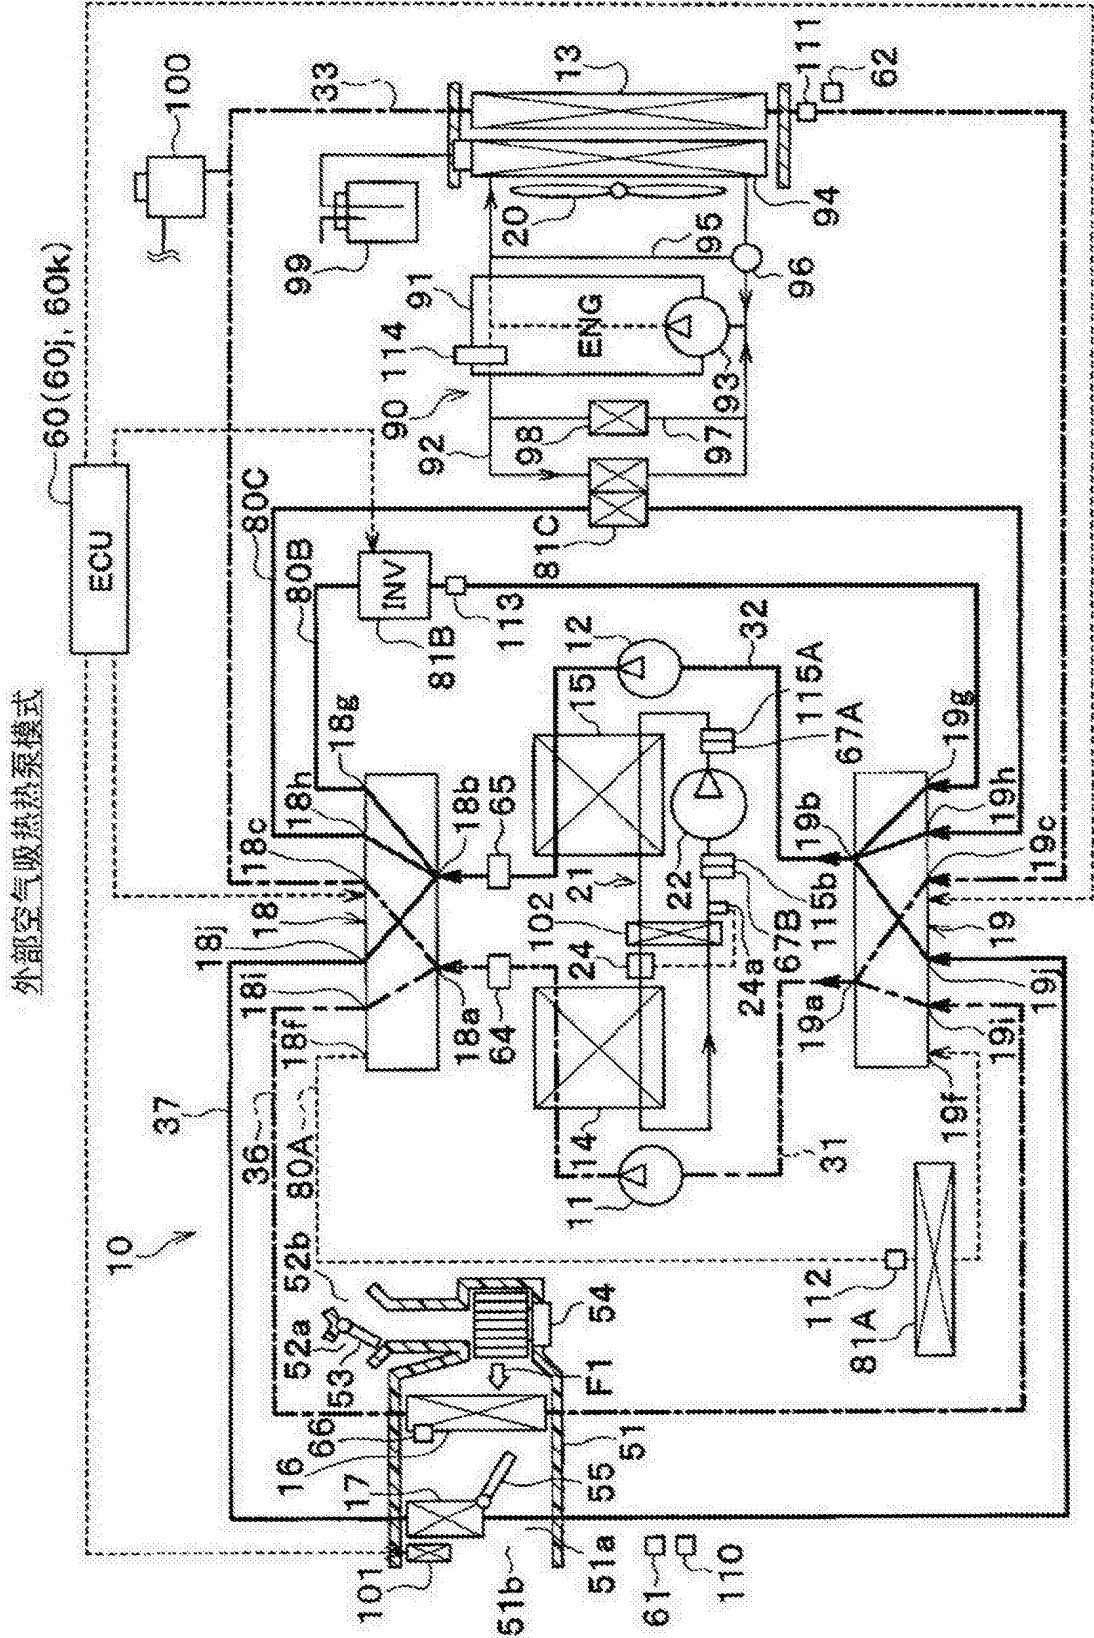 外部空气吸热热泵模式
60(60j, 60k)
ECU
10
37
100
18j
36
18i
18
18c
80C
52b
52a
80A
18f
18h
80B
99
16
66
53
18g
33
101
17
INV
114
90
18a
18b
81B
91
92
64
65
113
20
51b
51a
55
F1
54
11
14
24
102
21
15
12
81C
98
ENG
13
61
110
51
31
22
32
95
94
93
97
96
112
81A
24a
67B
115b
115A
67A
111
62
19a
19b
19f
19i
19j
19
19c
19h
19g